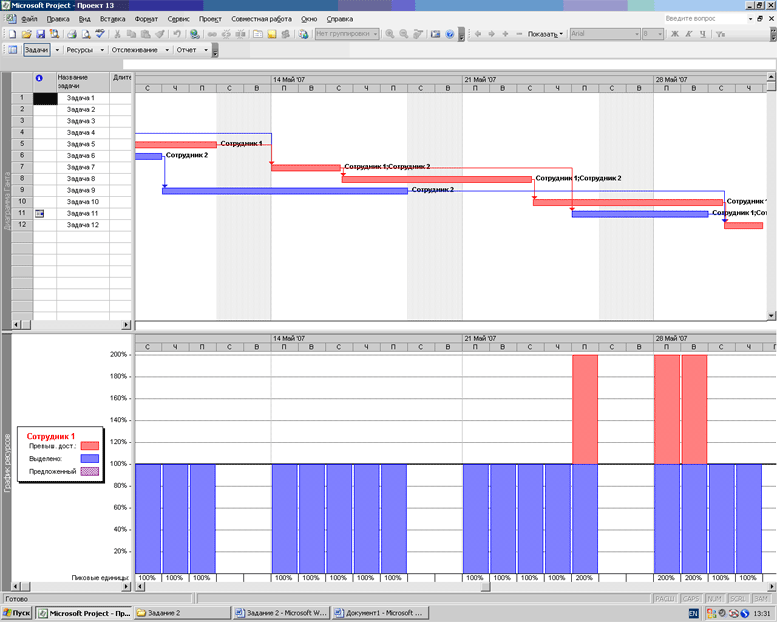 Microsoft Project - Проект 13
Файл Правка Вид Вставка Формат Сервис Проект Совместная работа Окно Справка Введите вопрос
Нет группировки Показать Arial 8 Ж К Ч
Задачи Ресурсы Отслеживание Отчет
Название задачи Длите
14 Май '07 21 Май '07 28 Май '07
С Ч П С В П В С Ч П С В П В С Ч П С В П В С Ч
1 Задача 1
2 Задача 2
3 Задача 3
4 Задача 4
5 Задача 5 Сотрудник 1
6 Задача 6 Сотрудник 2
7 Задача 7 Сотрудник 1;Сотрудник 2
8 Задача 8 Сотрудник 1;Сотрудник 2
9 Задача 9 Сотрудник 2
10 Задача 10 Сотрудник 1
11 Задача 11 Сотрудник 1;Сот
12 Задача 12
Диаграмма Ганта
14 Май '07 21 Май '07 28 Май '07
С Ч П С В П В С Ч П С В П В С Ч П С В П В С Ч П
200%
180%
160%
140%
120%
100%
80%
60%
40%
20%
График ресурсов
Сотрудник 1
Превыш. дост.:
Выделено:
Предложенный
Пиковые единицы: 100% 100% 100% 100% 100% 100% 100% 100% 100% 100% 100% 100% 200% 200% 200% 100% 100%
Готово РАСШ CAPS NUM SCRL ЗАМ
Пуск Microsoft Project - Пр... Задание 2 Задание 2 - Microsoft W... Документ1 - Microsoft ... EN 13:31